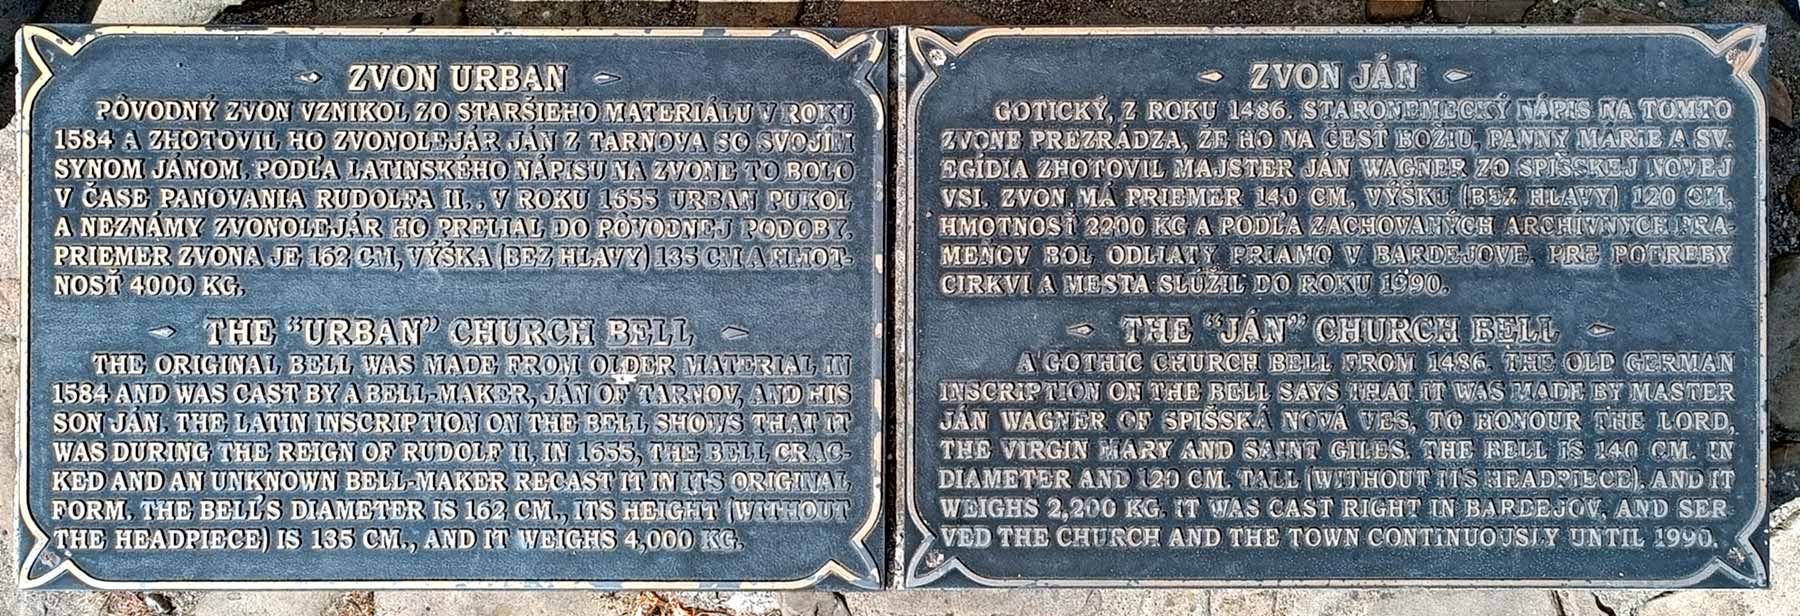 ZVON URBAN
PÔVODNÝ ZVON VZNIKOL ZO STARŠIEHO MATERIÁLU V ROKU
1584 A ZHOTOVIL HO ZVONOLEJÁR JÁN Z TARNOVA SO SVOJÍM
SYNOM JÁNOM. PODĽA LATINSKÉHO NÁPISU NA ZVONE TO BOLO
V ČASE PANOVANIA RUDOLFA II.. V ROKU 1655 URBAN PUKOL
A NEZNÁMY ZVONOLEJÁR HO PRELIAL DO PÔVODNEJ PODOBY.
PRIEMER ZVONA JE 162 CM, VÝŠKA (BEZ HLAVY) 135 CM A HMOT-
NOSŤ 4000 KG.
THE "URBAN" CHURCH BELL
THE ORIGINAL BELL WAS MADE FROM OLDER MATERIAL IN
1584 AND WAS CAST BY A BELL-MAKER, JÁN OF TARNOV, AND HIS
SON JÁN. THE LATIN INSCRIPTION ON THE BELL SHOWS THAT IT
WAS DURING THE REIGN OF RUDOLF II, IN 1655, THE BELL CRAC-
KED AND AN UNKNOWN BELL-MAKER RECAST IT IN ITS ORIGINAL
FORM. THE BELL'S DIAMETER IS 162 CM., ITS HEIGHT (WITHOUT
THE HEADPIECE) IS 135 CM., AND IT WEIGHS 4,000 KG.
ZVON JÁN
GOTICKÝ, Z ROKU 1486. STARONEMECKÝ NÁPIS NA TOMTO
ZVONE PREZRÁDZA, ŽE HO NA ČESŤ BOŽIU, PANNY MÁRIE A SV.
EGÍDIA ZHOTOVIL MAJSTER JÁN WAGNER ZO SPIŠSKEJ NOVEJ
VSI. ZVON MÁ PRIEMER 140 CM, VÝŠKU (BEZ HLAVY) 120 CM,
HMOTNOSŤ 2200 KG A PODĽA ZACHOVANÝCH ARCHÍVNYCH PRA-
MEŇOV BOL ODLIATY PRIAMO V BARDEJOVE. PRE POTREBY
CIRKVI A MESTA SLÚŽIL DO ROKU 1990.
THE "JÁN" CHURCH BELL
A GOTHIC CHURCH BELL FROM 1486. THE OLD GERMAN
INSCRIPTION ON THE BELL SAYS THAT IT WAS MADE BY MASTER
JÁN WAGNER OF SPIŠSKÁ NOVÁ VES, TO HONOUR THE LORD,
THE VIRGIN MARY AND SAINT GILES. THE BELL IS 140 CM. IN
DIAMETER AND 120 CM. TALL (WITHOUT ITS HEADPIECE). AND IT
WEIGHS 2,200 KG. IT WAS CAST RIGHT IN BARDEJOV, AND SER
VED THE CHURCH AND THE TOWN CONTINUOUSLY UNTIL 1990.